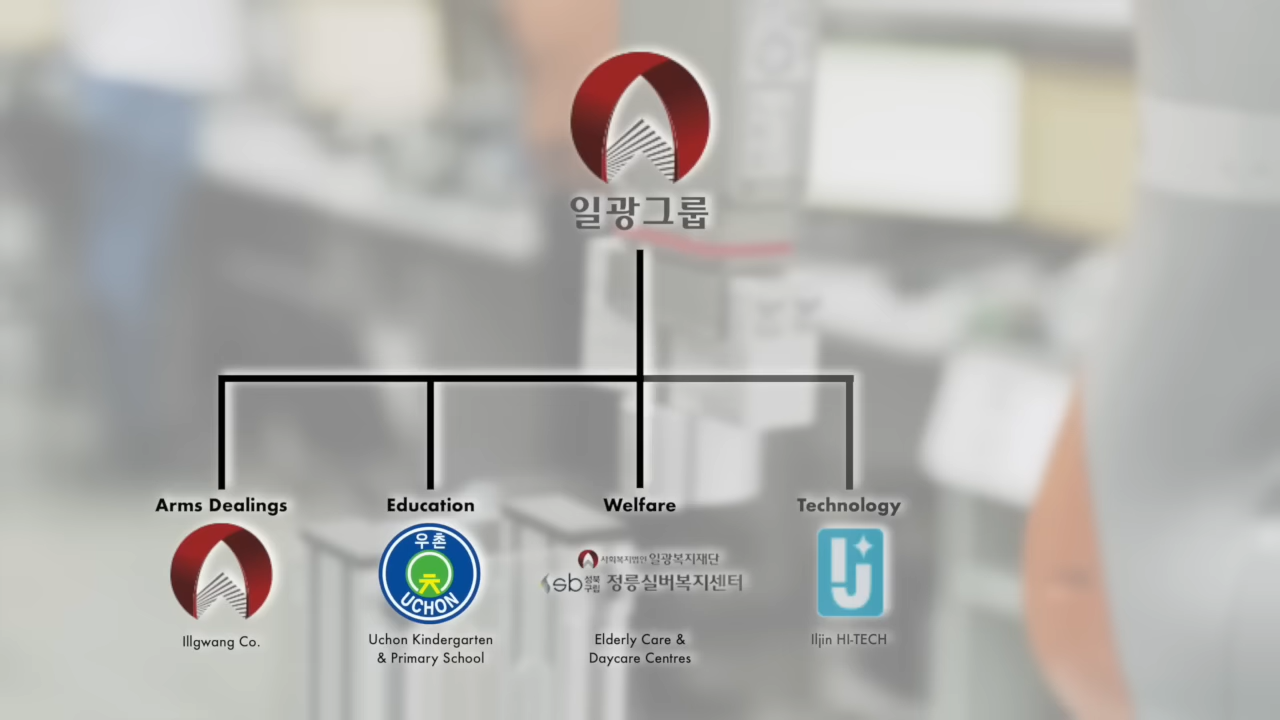 일광그룹
Arms Dealings
Education
Welfare
Technology
우촌
ㅊ
UCHON
사회복지법인 일광복지재단
sb 성북구립 정릉실버복지센터
IJ
Illgwang Co.
Uchon Kindergarten
& Primary School
Elderly Care &
Daycare Centres
Iljin HI-TECH